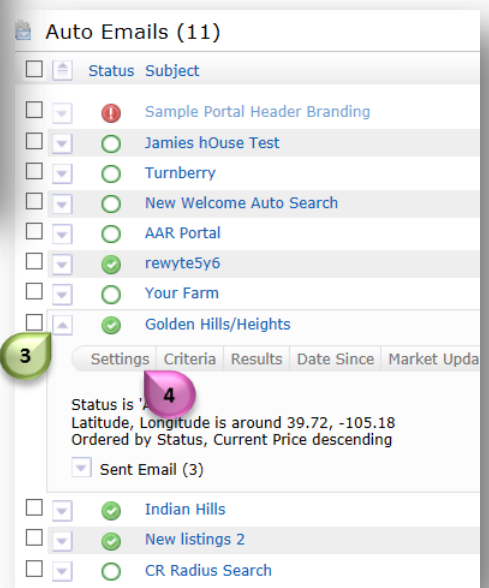 Auto Emails (11)
Status Subject
Sample Portal Header Branding
Jamies hOuse Test
Turnberry
New Welcome Auto Search
AAR Portal
rewyte5y6
Your Farm
Golden Hills/Heights
3
Settings Criteria Results Date Since Market Upda
4
Status is 'A
Latitude, Longitude is around 39.72, -105.18
Ordered by Status, Current Price descending
Sent Email (3)
Indian Hills
New listings 2
CR Radius Search